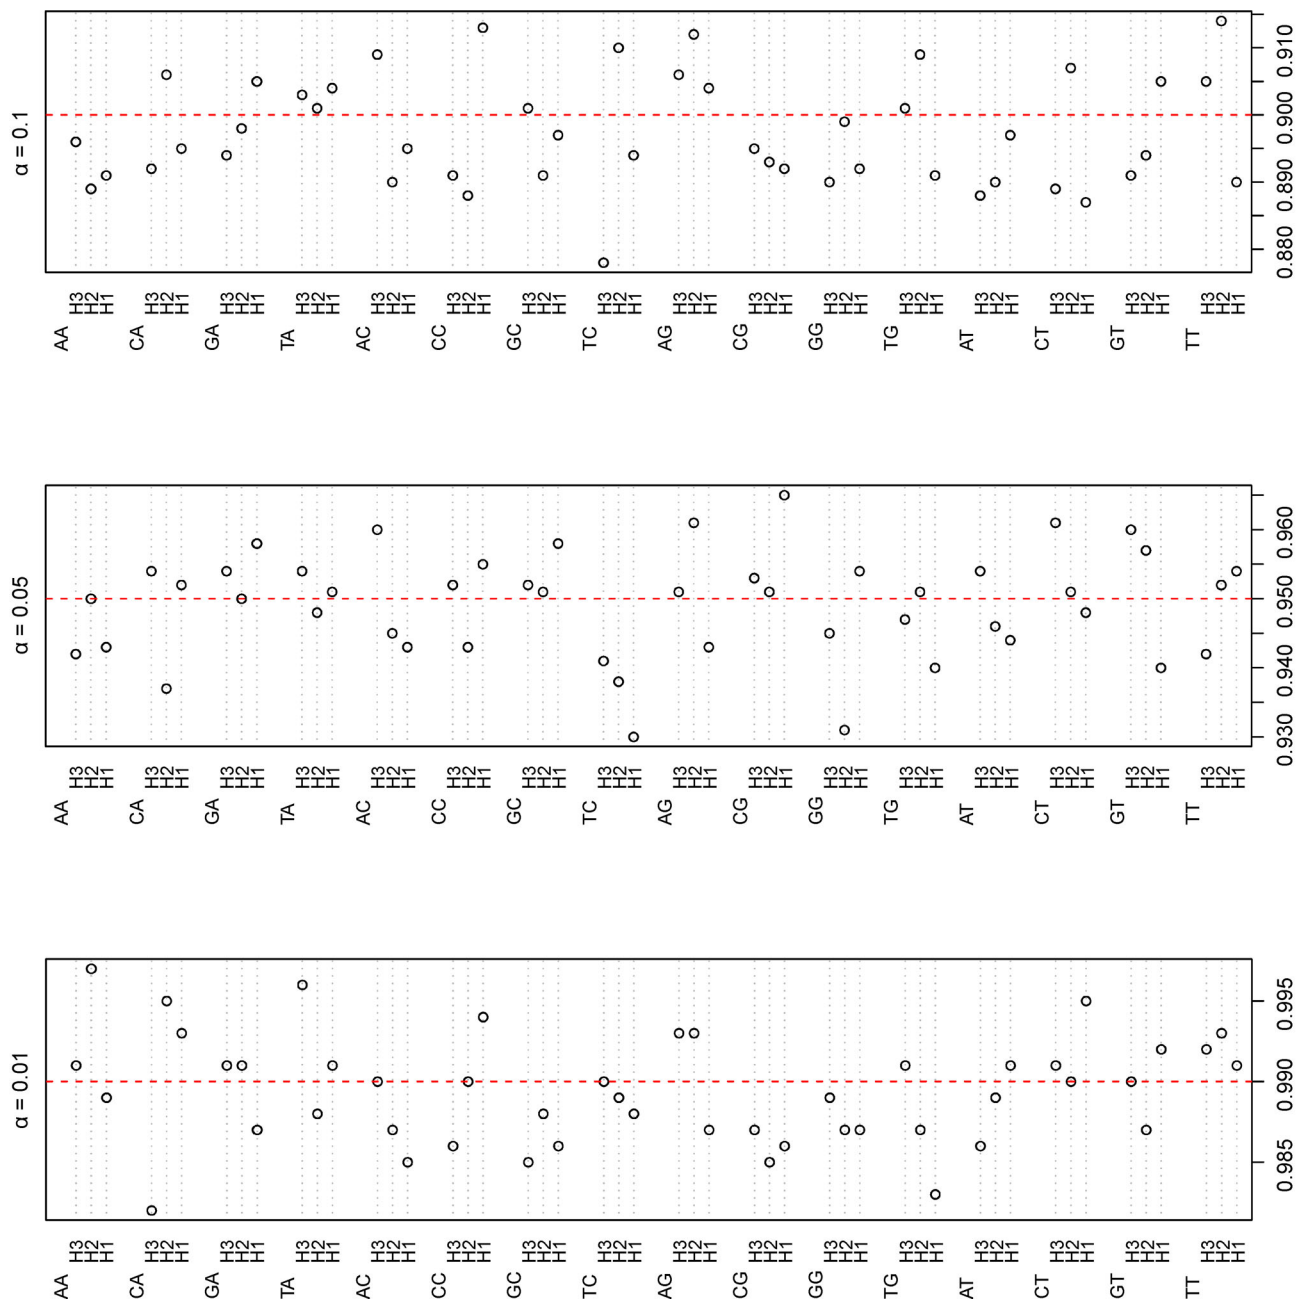 α = 0.1
0.880 0.890 0.900 0.910
H3 H2 H1 H3 H2 H1 H3 H2 H1 H3 H2 H1 H3 H2 H1 H3 H2 H1 H3 H2 H1 H3 H2 H1 H3 H2 H1 H3 H2 H1 H3 H2 H1 H3 H2 H1 H3 H2 H1 H3 H2 H1 H3 H2 H1 H3 H2 H1
AA CA GA TA AC CC GC TC AG CG GG TG AT CT GT TT
α = 0.05
0.930 0.940 0.950 0.960
H3 H2 H1 H3 H2 H1 H3 H2 H1 H3 H2 H1 H3 H2 H1 H3 H2 H1 H3 H2 H1 H3 H2 H1 H3 H2 H1 H3 H2 H1 H3 H2 H1 H3 H2 H1 H3 H2 H1 H3 H2 H1 H3 H2 H1 H3 H2 H1
AA CA GA TA AC CC GC TC AG CG GG TG AT CT GT TT
α = 0.01
0.985 0.990 0.995
H3 H2 H1 H3 H2 H1 H3 H2 H1 H3 H2 H1 H3 H2 H1 H3 H2 H1 H3 H2 H1 H3 H2 H1 H3 H2 H1 H3 H2 H1 H3 H2 H1 H3 H2 H1 H3 H2 H1 H3 H2 H1 H3 H2 H1 H3 H2 H1
AA CA GA TA AC CC GC TC AG CG GG TG AT CT GT TT